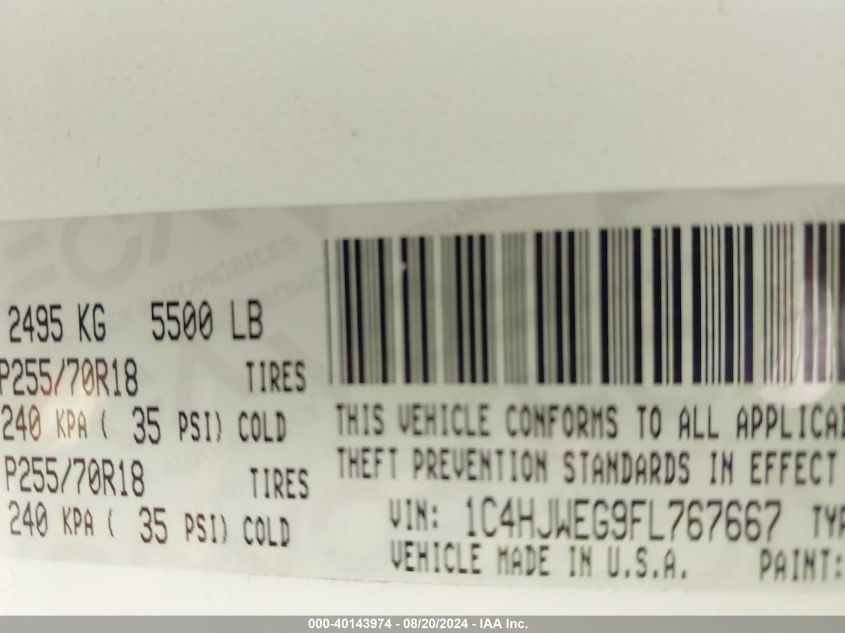 2495 KG 5500 LB
P255/70R18 TIRES
240 KPA ( 35 PSI) COLD
P255/70R18 TIRES
240 KPA ( 35 PSI) COLD
THIS VEHICLE CONFORMS TO ALL
THEFT PREVENTION STANDARDS IN EFFECT
VIN: 1C4HJWEG9FL767667
VEHICLE MADE IN U.S.A. PAINT:
000-40143974 - 08/20/2024 - IAA Inc.